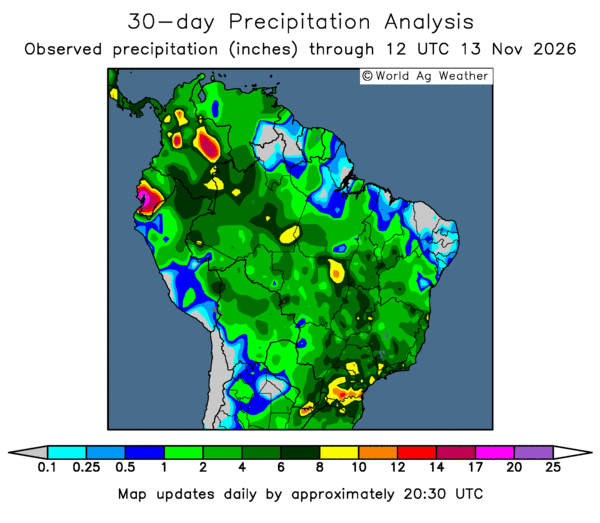 30-day Precipitation Analysis
Observed precipitation (inches) through 12 UTC 13 Nov 2026
©World Ag Weather
0.1 0.25 0.5 1 2 4 6 8 10 12 14 17 20 25
Map updates daily by approximately 20:30 UTC